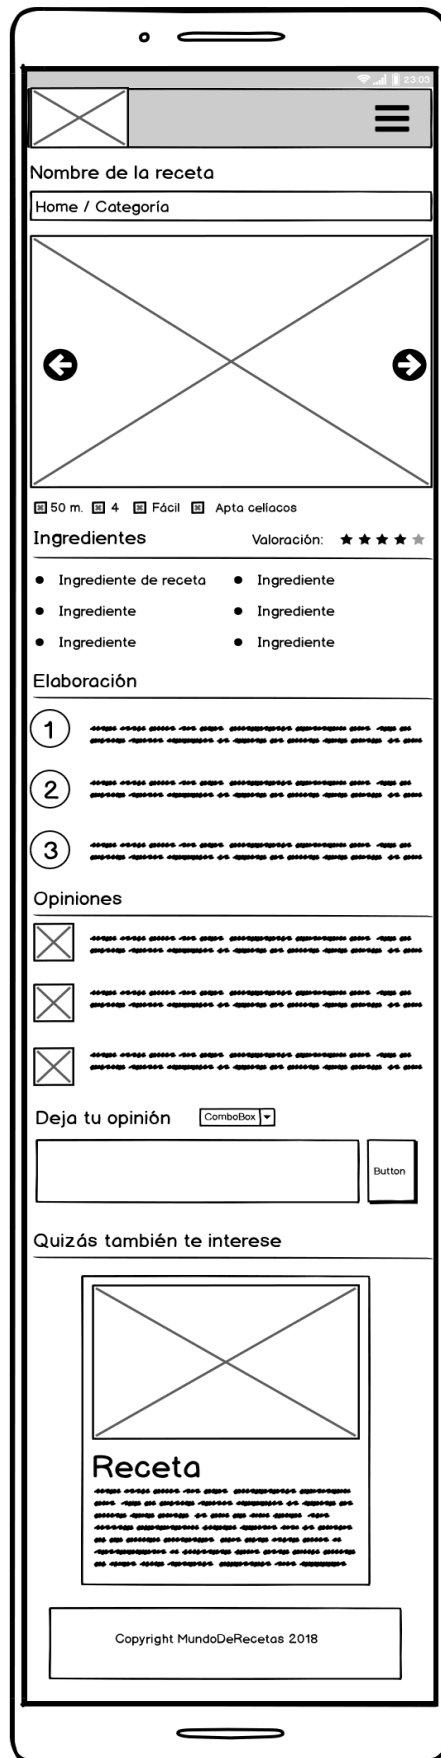 23:03
Nombre de la receta
Home / Categoría
50 m. 4 Fácil Apta celíacos
Ingredientes Valoración:
Ingrediente de receta Ingrediente
Ingrediente Ingrediente
Ingrediente Ingrediente
Elaboración
1
2
3
Opiniones
Deja tu opinión ComboBox
Button
Quizás también te interese
Receta
Copyright MundoDeRecetas 2018